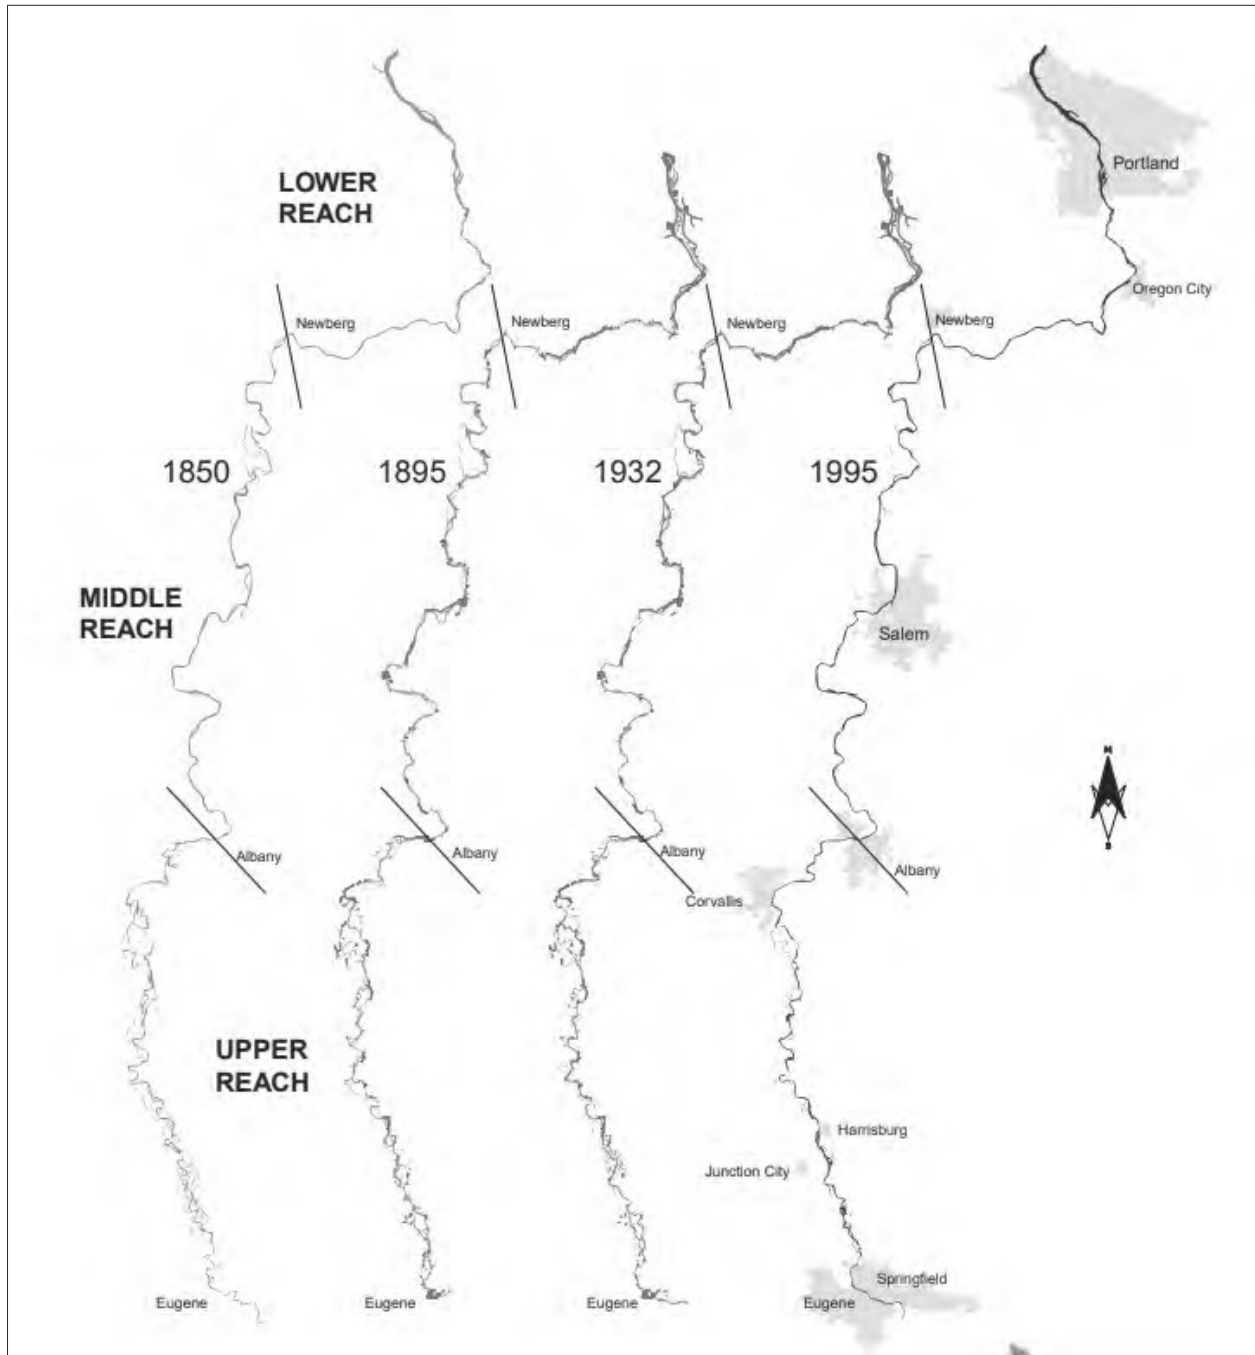 Portland
LOWER
REACH
Oregon City
Newberg
Newberg
Newberg
Newberg
1850
1895
1932
1995
MIDDLE
REACH
Salem
N
Albany
Albany
Albany
Albany
Corvallis
S
UPPER
REACH
Harrisburg
Junction City
Springfield
Eugene
Eugene
Eugene
Eugene